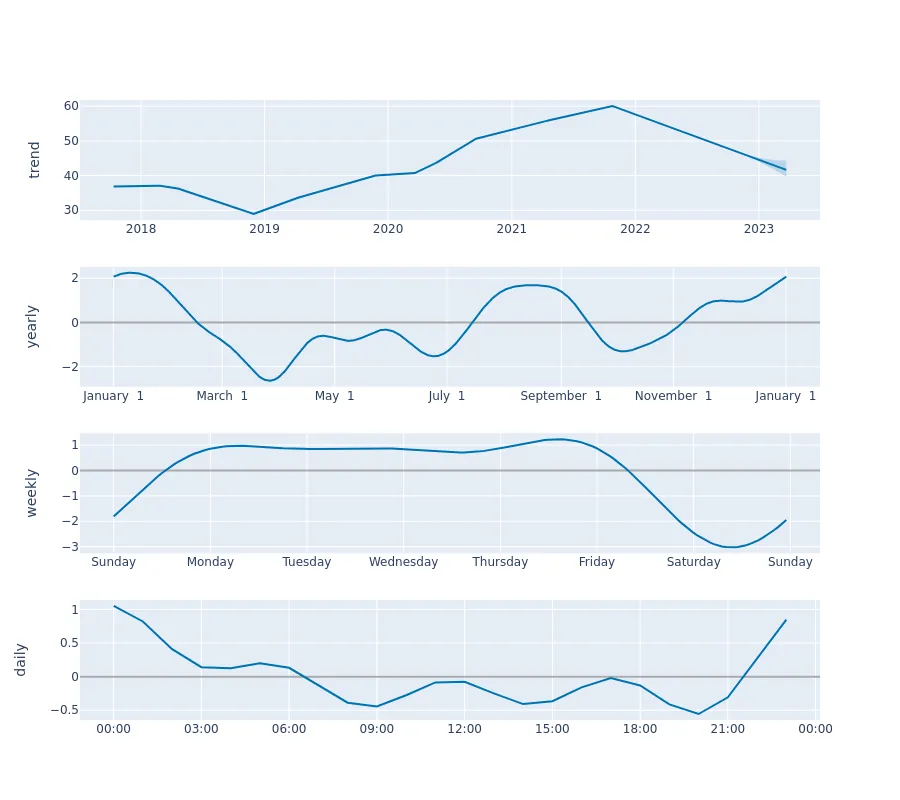 trend
60
50
40
30
2018 2019 2020 2021 2022 2023
yearly
2
0
−2
January 1 March 1 May 1 July 1 September 1 November 1 January 1
weekly
1
0
−1
−2
−3
Sunday Monday Tuesday Wednesday Thursday Friday Saturday Sunday
daily
1
0.5
0
−0.5
00:00 03:00 06:00 09:00 12:00 15:00 18:00 21:00 00:00